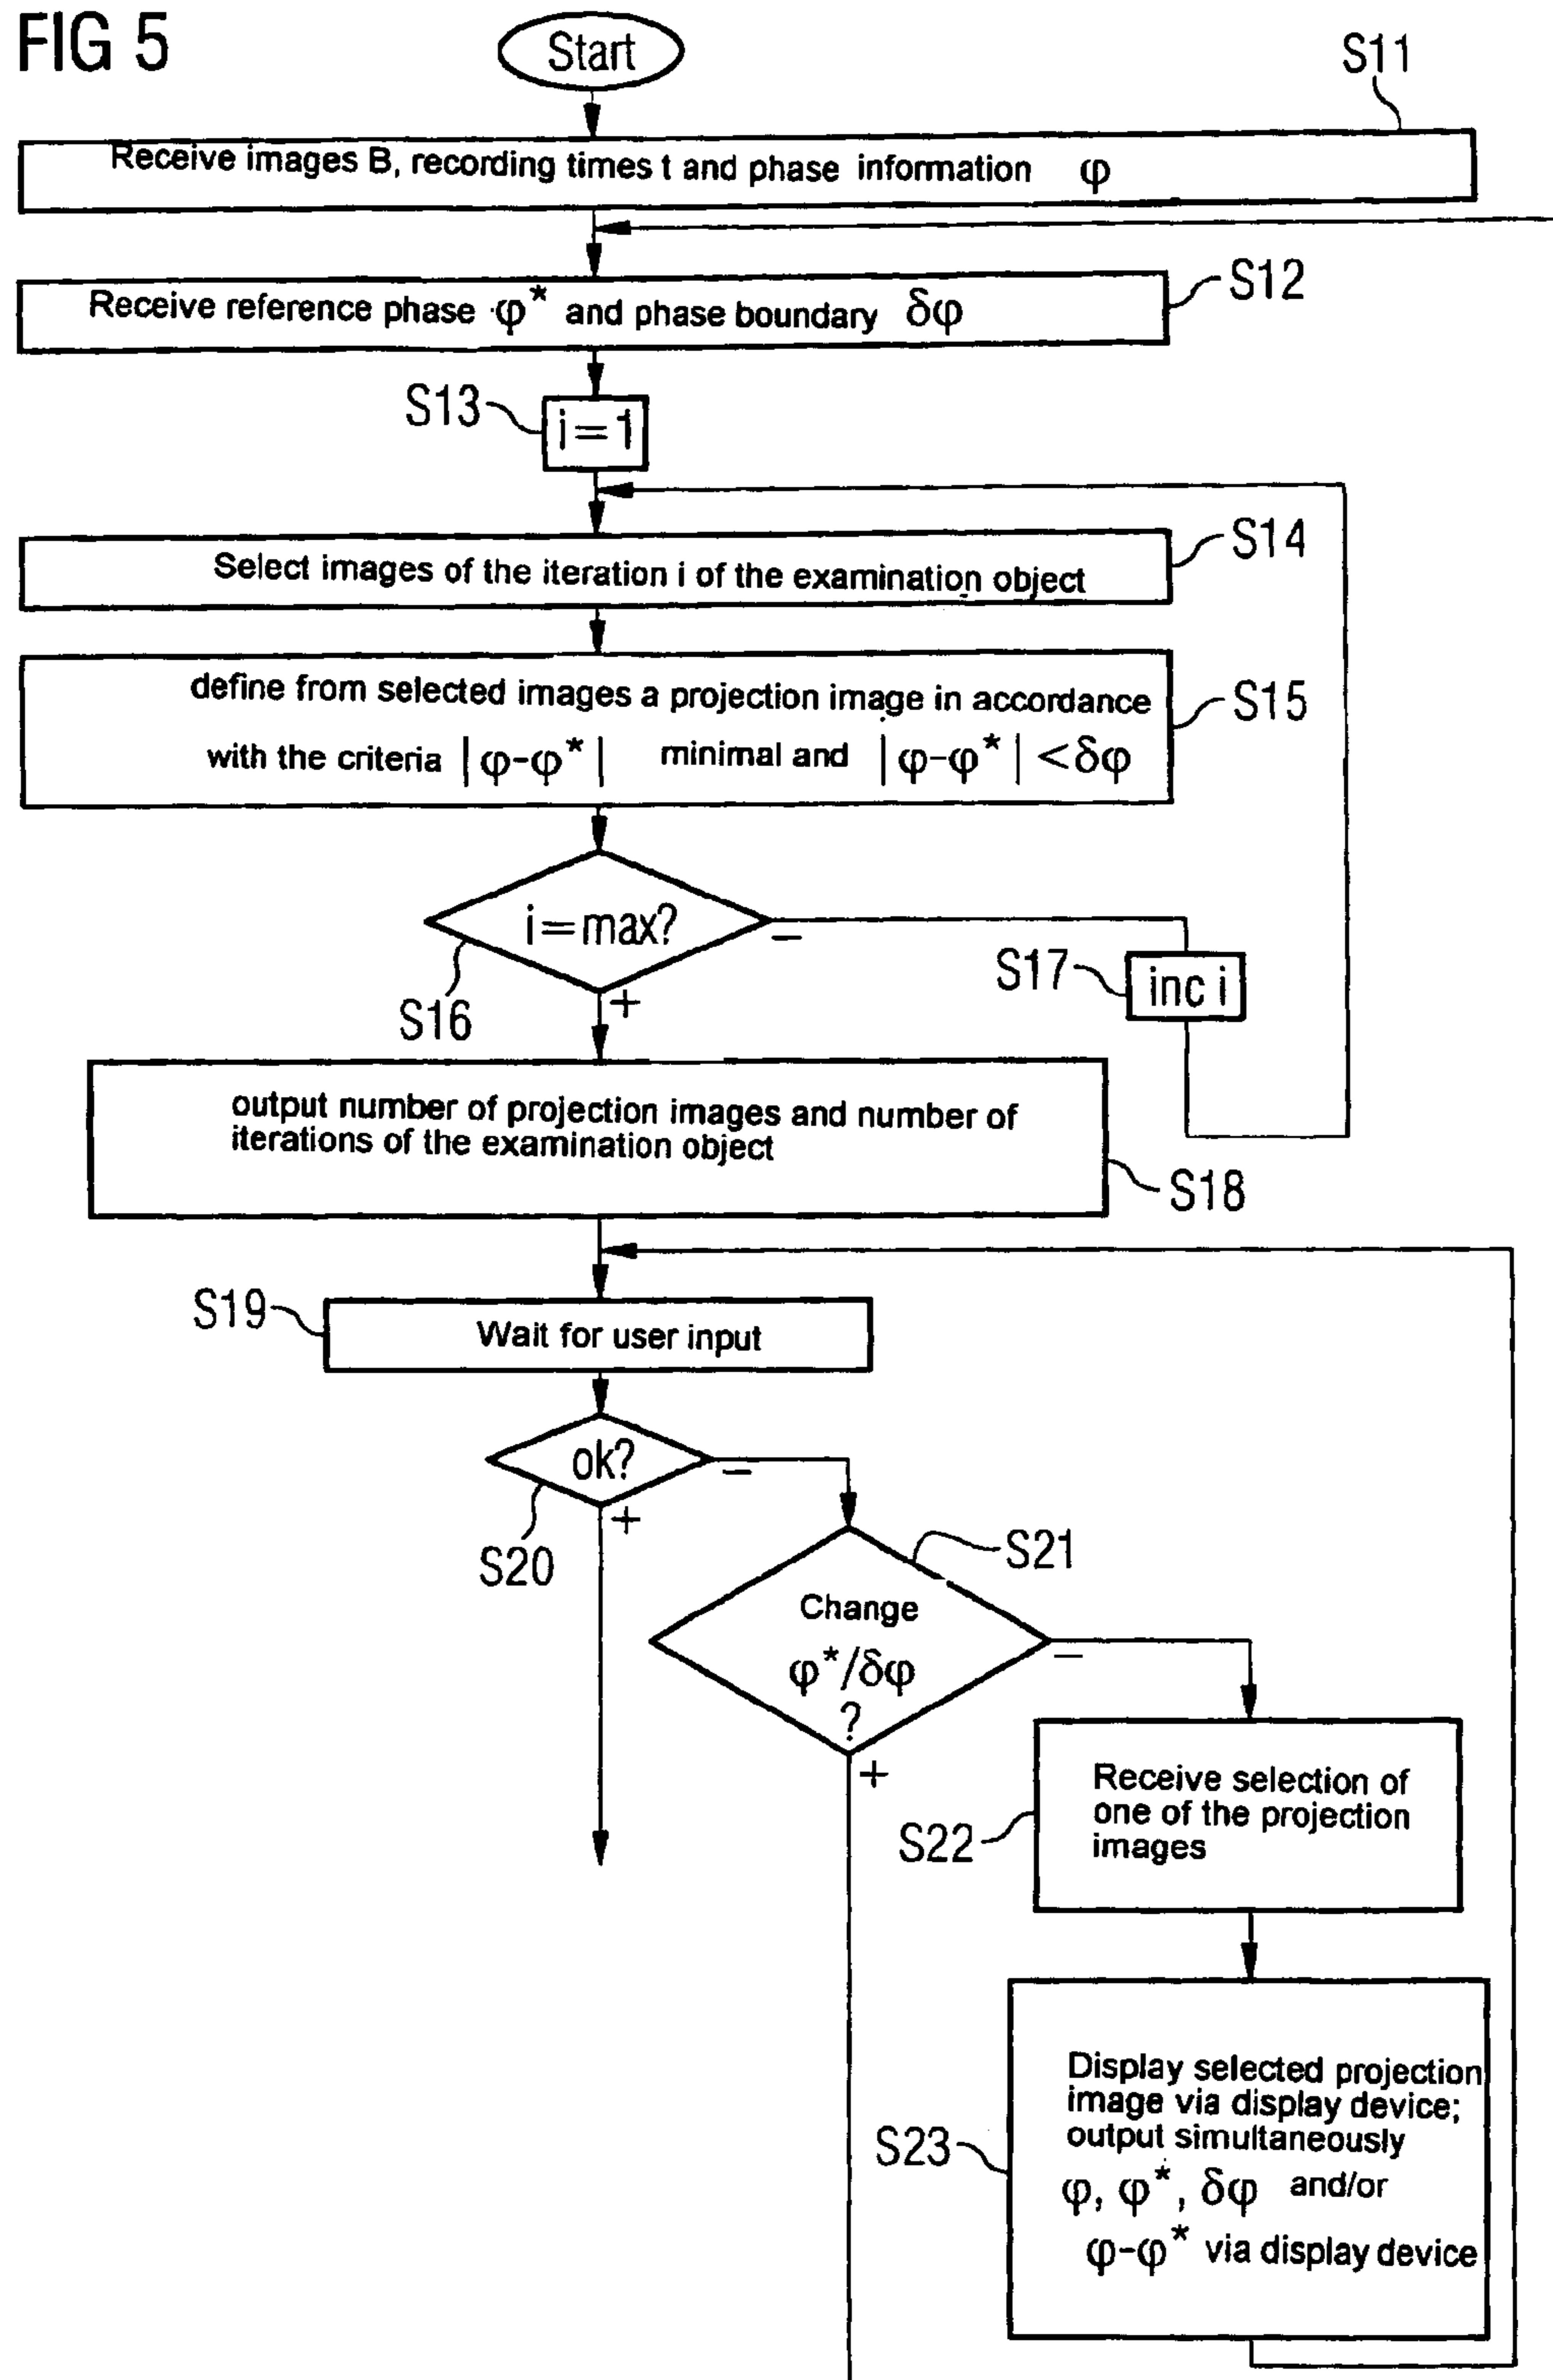 FIG 5
Start
S11
Receive images B, recording times t and phase information φ
S12
Receive reference phase φ* and phase boundary δφ
S13
i=1
S14
Select images of the iteration i of the examination object
define from selected images a projection image in accordance
S15
with the criteria |φ-φ*| minimal and |φ-φ*| <δφ
i=max?
–
S17
inc i
S16
+
output number of projection images and number of
iterations of the examination object
S18
S19
Wait for user input
ok?
–
+
S20
S21
Change
φ*/δφ
?
–
+
Receive selection of
one of the projection
images
S22
Display selected projection
image via display device;
output simultaneously
S23
φ, φ*, δφ and/or
φ-φ* via display device